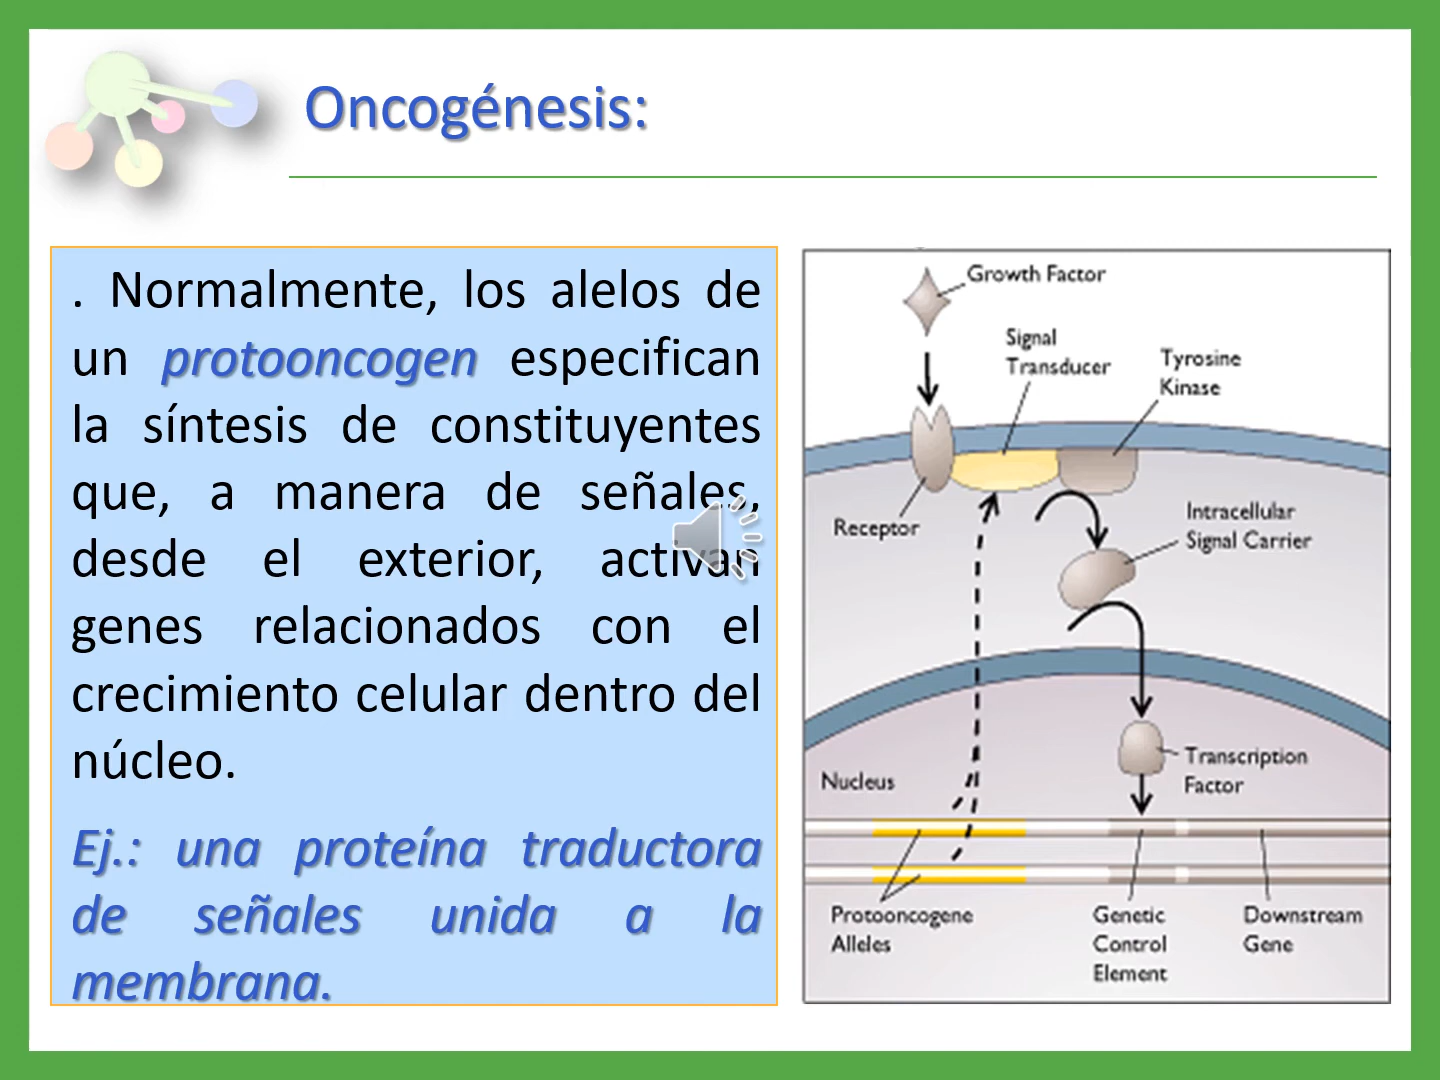 Oncogénesis:
. Normalmente, los alelos de
un protooncogen especifican
la síntesis de constituyentes
que, a manera de señales,
desde el exterior, activan
genes relacionados con el
crecimiento celular dentro del
núcleo.
Ej.: una proteína traductora
de señales unida a la
membrana.
Growth Factor
Signal
Transducer
Tyrosine
Kinase
Receptor
Intracellular
Signal Carrier
Nucleus
Transcription
Factor
Protooncogene
Alleles
Genetic
Control
Element
Downstream
Gene